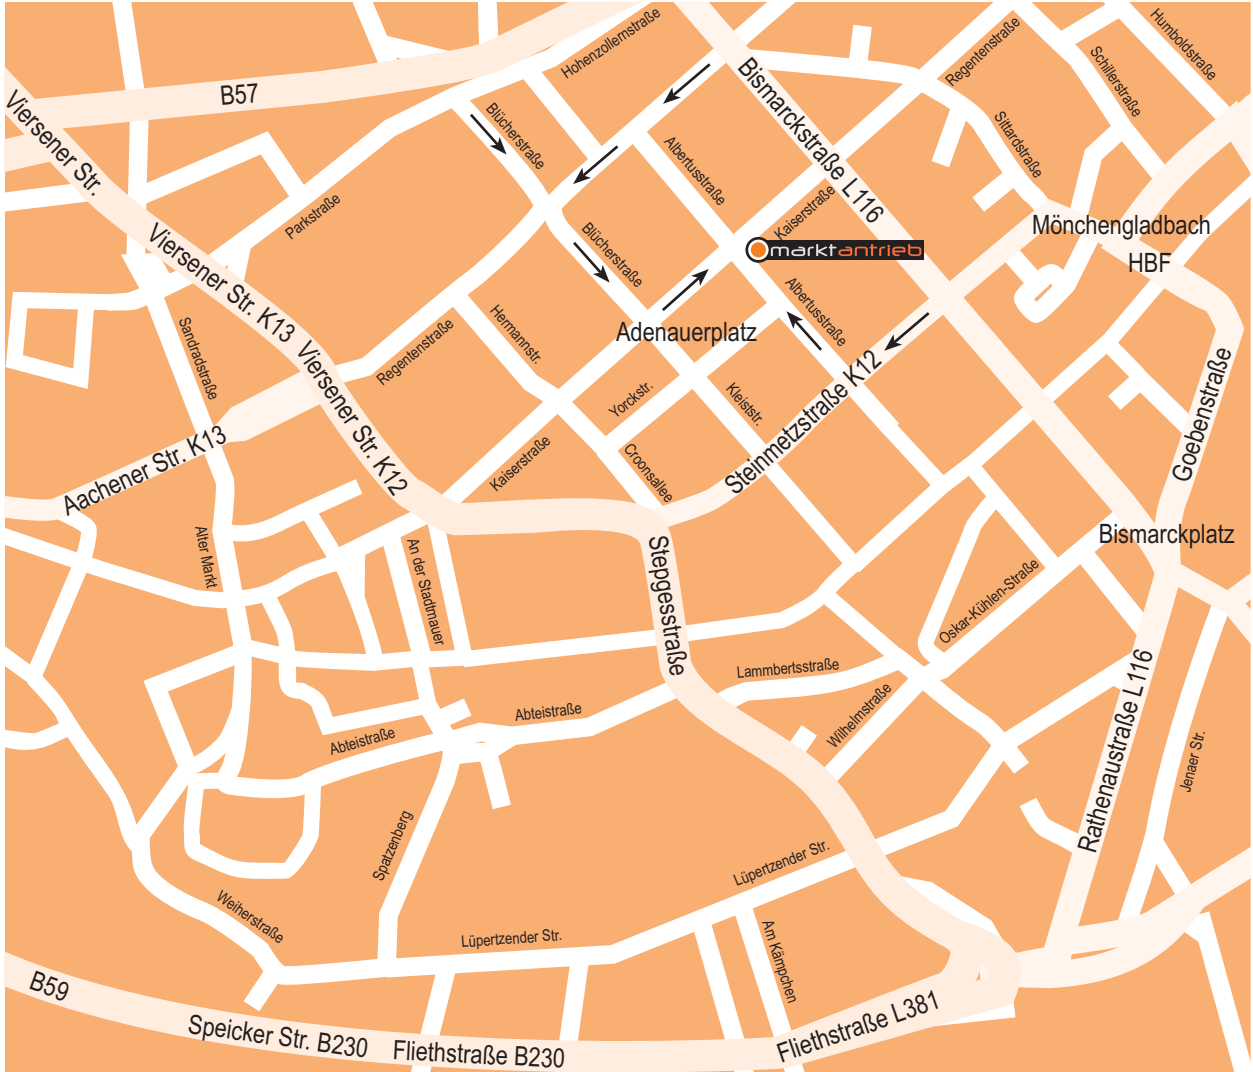 Hohenzollernstraße
Regentenstraße
Humboldstraße
Schillerstraße
B57
Bismarckstraße L116
Viersener Str.
Blücherstraße
Sittardstraße
Albertusstraße
Parkstraße
Kaiserstraße
Mönchengladbach
HBF
Viersener Str. K13
Blücherstraße
marktantrieb
Albertusstraße
Sandradstraße
Hermannstr.
Adenauerplatz
Regentenstraße
Viersener Str. K12
Yorckstr.
Kleiststr.
Steinmetzstraße K12
Goebenstraße
Aachener Str. K13
Kaiserstraße
Croonsallee
Bismarckplatz
Alter Markt
An der Stadtmauer
Stepgesstraße
Oskar-Kühlen-Straße
Lammbertsstraße
Abteistraße
Abteistraße
Wilhelmstraße
Rathenaustraße L116
Jenaer Str.
Spatzenberg
Lüpertzender Str.
Weiherstraße
Lüpertzender Str.
Am Kämpchen
B59
Speicker Str. B230
Fliethstraße B230
Fliethstraße L381